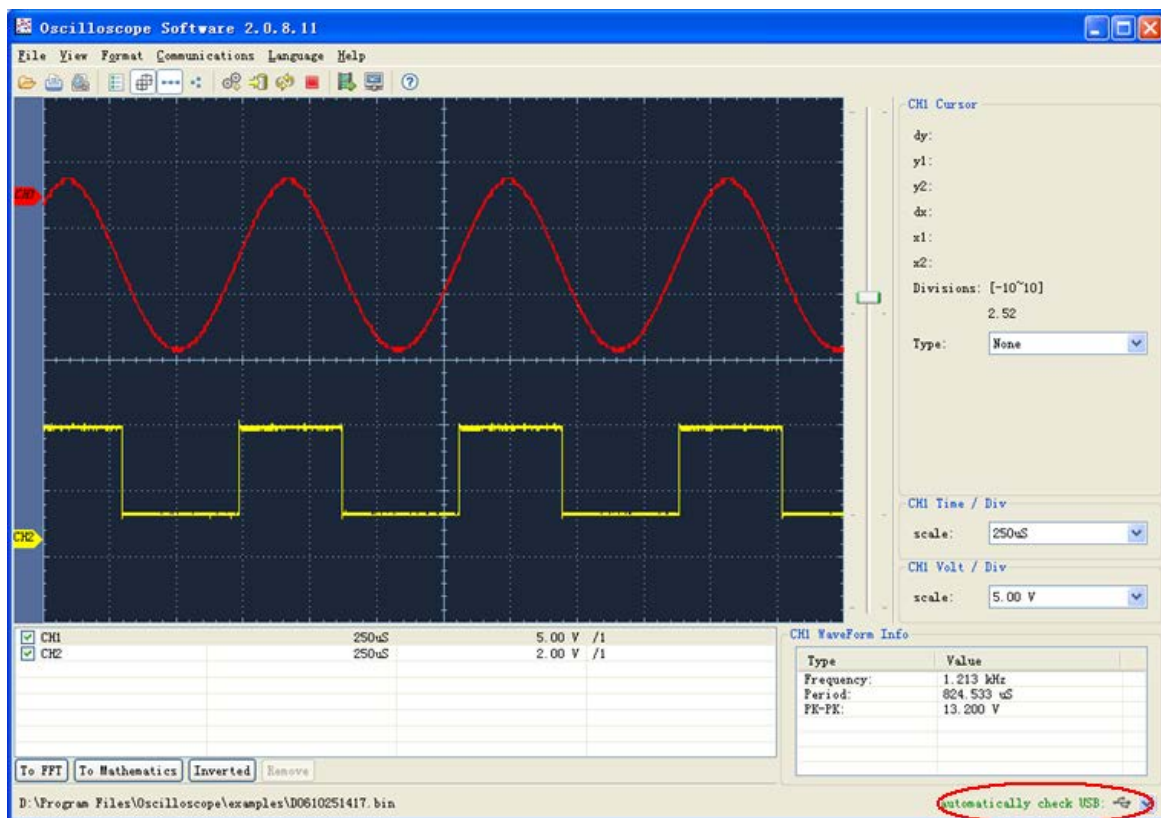 Oscilloscope Software 2.0.8.11
File View Format Communications Language Help
CH1 Cursor
dy:
y1:
y2:
dx:
x1:
x2:
Divisions: [-10~10]
2.52
Type: None
CH1
CH2
CH1 Time / Div
scale: 250uS
CH1 Volt / Div
scale: 5.00 V
CH1 250uS 5.00 V /1
CH2 250uS 2.00 V /1
CH1 WaveForm Info
Type Value
Frequency: 1.213 kHz
Period: 824.533 uS
PK-PK: 13.200 V
To FFT To Mathematics Inverted Remove
D:\Program Files\Oscilloscope\examples\D0610251417.bin
automatically check USB: